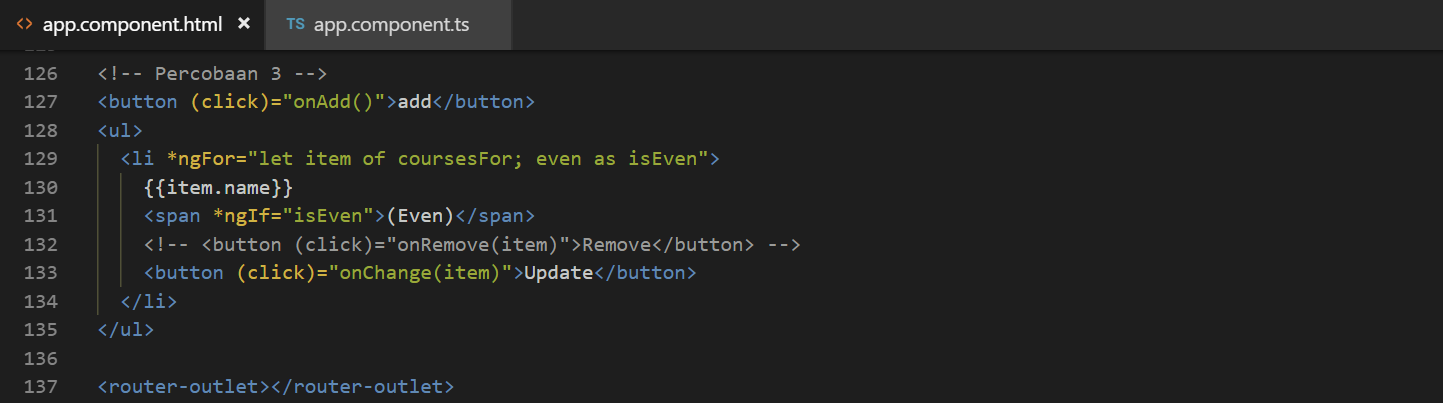 <> app.component.html × TS app.component.ts
126 <!-- Percobaan 3 -->
127 <button (click)="onAdd()">add</button>
128 <ul>
129 <li *ngFor="let item of coursesFor; even as isEven">
130 {{item.name}}
131 <span *ngIf="isEven">(Even)</span>
132 <!-- <button (click)="onRemove(item)">Remove</button> -->
133 <button (click)="onChange(item)">Update</button>
134 </li>
135 </ul>
136
137 <router-outlet></router-outlet>